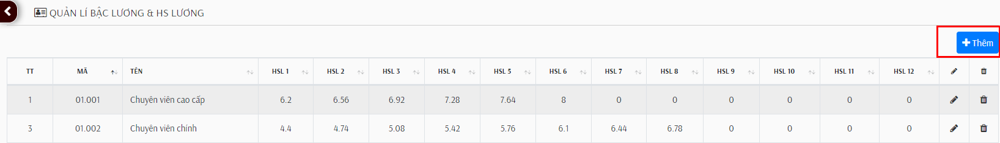 QUẢN LÍ BẬC LƯƠNG & HS LƯƠNG
Thêm
TT MÃ TÊN HSL 1 HSL 2 HSL 3 HSL 4 HSL 5 HSL 6 HSL 7 HSL 8 HSL 9 HSL 10 HSL 11 HSL 12
1 01.001 Chuyên viên cao cấp 6.2 6.56 6.92 7.28 7.64 8 0 0 0 0 0 0
3 01.002 Chuyên viên chính 4.4 4.74 5.08 5.42 5.76 6.1 6.44 6.78 0 0 0 0